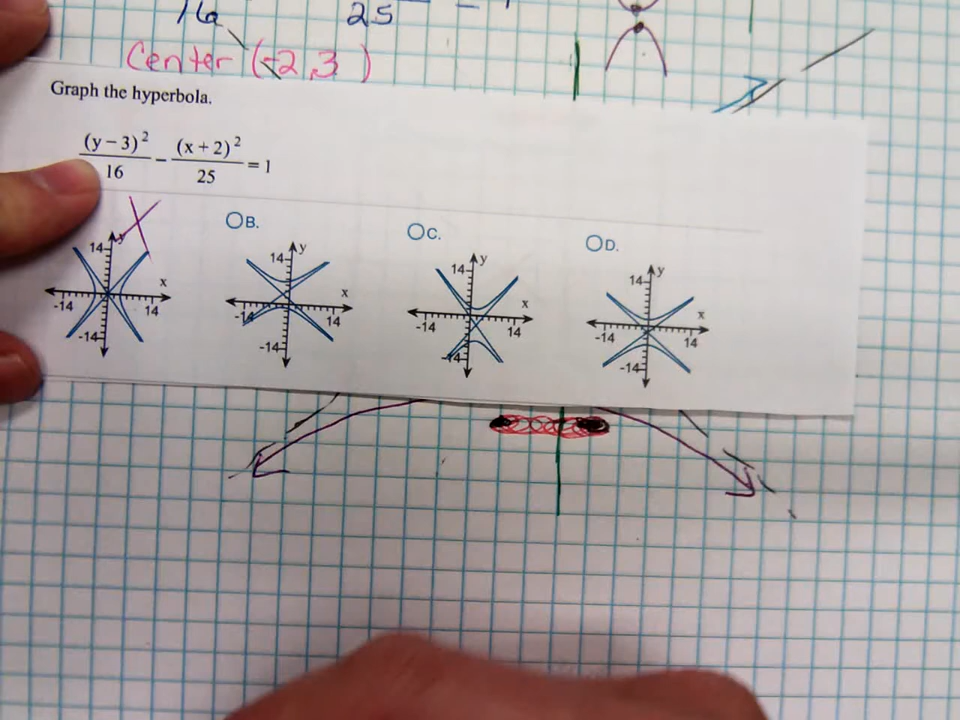 16 25 - 1
Center (-2,3)
Graph the hyperbola.
(y − 3)² / 16 − (x + 2)² / 25 = 1
B.
C.
D.
y
14
x
-14
14
-14
y
14
x
-14
14
-14
y
14
x
-14
14
-14
y
14
x
-14
14
-14